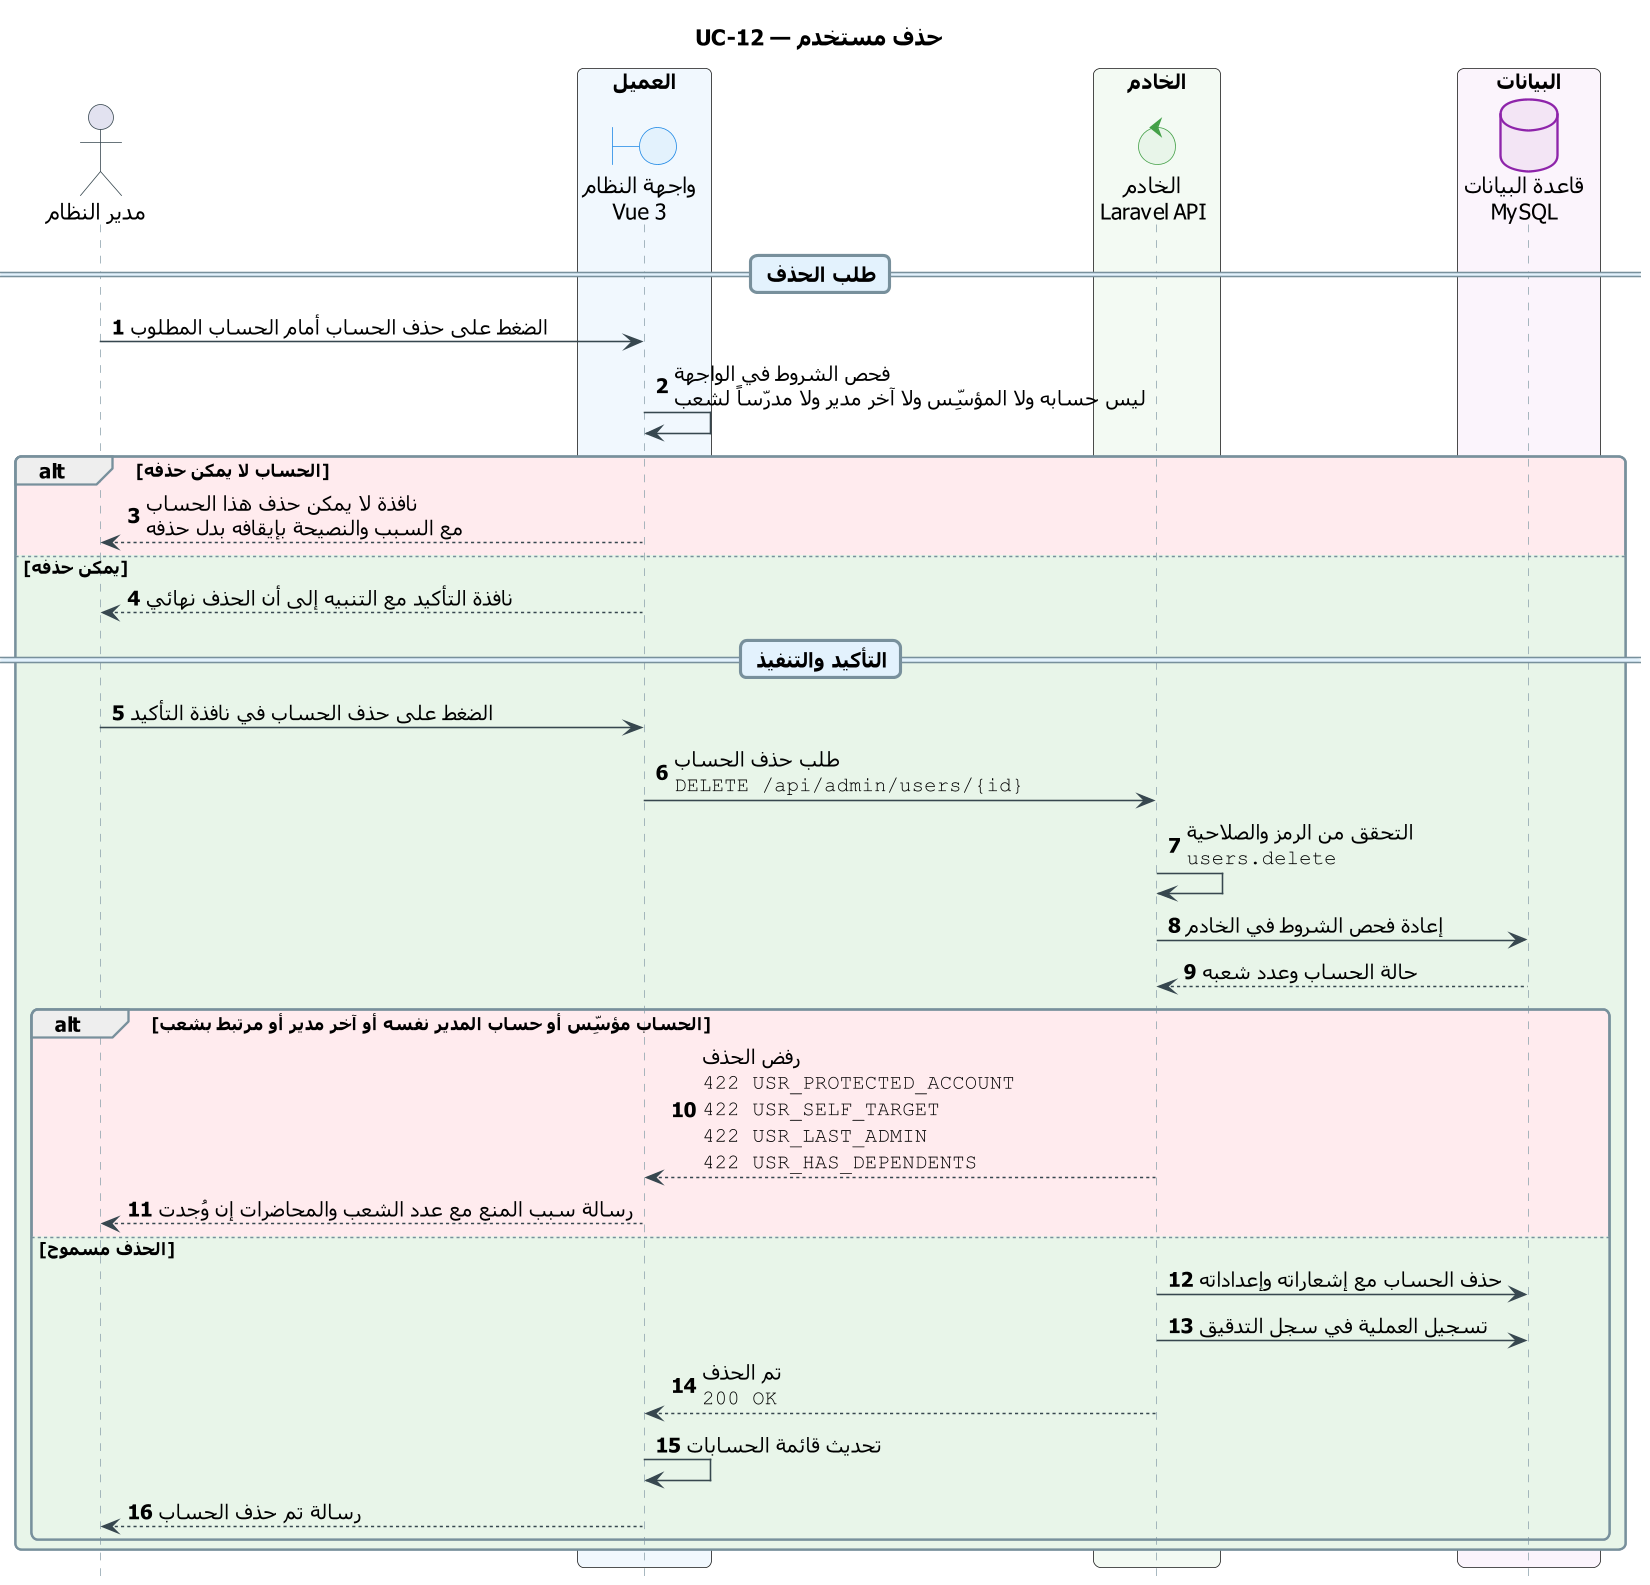 UC-12 — حذف مستخدم
العميل
الخادم
البيانات
مدير النظام
واجهة النظام
Vue 3
الخادم
Laravel API
قاعدة البيانات
MySQL
طلب الحذف
1 الضغط على حذف الحساب أمام الحساب المطلوب
2 فحص الشروط في الواجهة
ليس حسابه ولا المؤسِّس ولا آخر مدير ولا مدرّساً لشعب
alt [الحساب لا يمكن حذفه]
3 نافذة لا يمكن حذف هذا الحساب
مع السبب والنصيحة بإيقافه بدل حذفه
[يمكن حذفه]
4 نافذة التأكيد مع التنبيه إلى أن الحذف نهائي
التأكيد والتنفيذ
5 الضغط على حذف الحساب في نافذة التأكيد
6 طلب حذف الحساب
DELETE /api/admin/users/{id}
7 التحقق من الرمز والصلاحية
users.delete
8 إعادة فحص الشروط في الخادم
9 حالة الحساب وعدد شعبه
alt [الحساب مؤسِّس أو حساب المدير نفسه أو آخر مدير أو مرتبط بشعب]
10 رفض الحذف
422 USR_PROTECTED_ACCOUNT
422 USR_SELF_TARGET
422 USR_LAST_ADMIN
422 USR_HAS_DEPENDENTS
11 رسالة سبب المنع مع عدد الشعب والمحاضرات إن وُجدت
[الحذف مسموح]
12 حذف الحساب مع إشعاراته وإعداداته
13 تسجيل العملية في سجل التدقيق
14 تم الحذف
200 OK
15 تحديث قائمة الحسابات
16 رسالة تم حذف الحساب